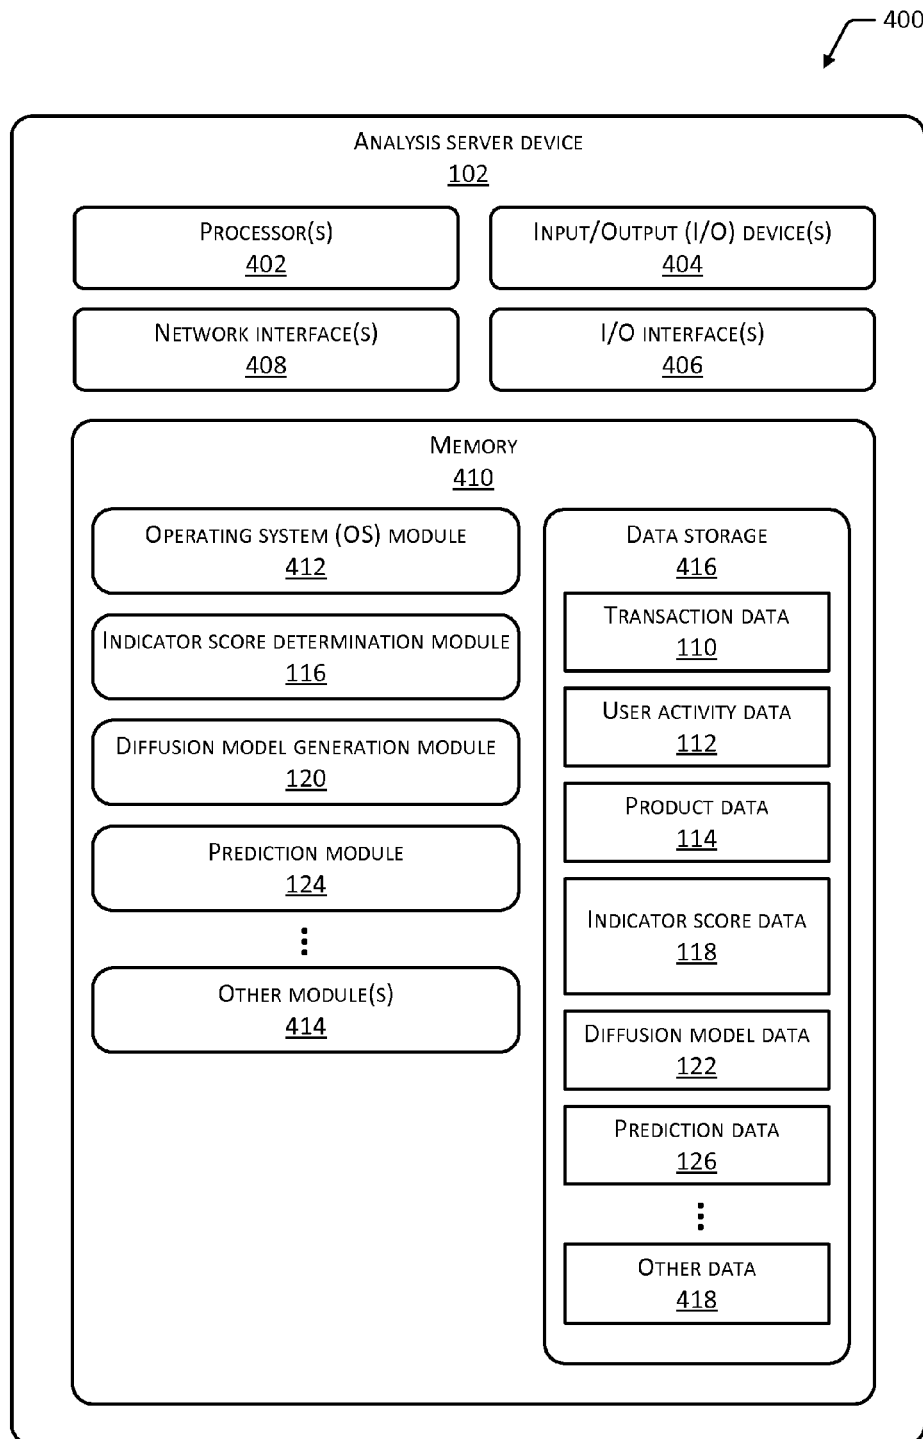 400
ANALYSIS SERVER DEVICE
102
PROCESSOR(S)
402
INPUT/OUTPUT (I/O) DEVICE(S)
404
NETWORK INTERFACE(S)
408
I/O INTERFACE(S)
406
MEMORY
410
OPERATING SYSTEM (OS) MODULE
412
INDICATOR SCORE DETERMINATION MODULE
116
DIFFUSION MODEL GENERATION MODULE
120
PREDICTION MODULE
124
OTHER MODULE(S)
414
DATA STORAGE
416
TRANSACTION DATA
110
USER ACTIVITY DATA
112
PRODUCT DATA
114
INDICATOR SCORE DATA
118
DIFFUSION MODEL DATA
122
PREDICTION DATA
126
OTHER DATA
418